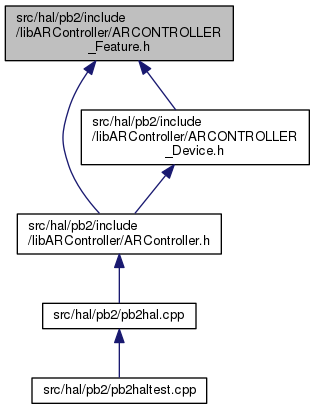 src/hal/pb2/include
/libARController/ARCONTROLLER
_Feature.h
src/hal/pb2/include
/libARController/ARCONTROLLER
_Device.h
src/hal/pb2/include
/libARController/ARController.h
src/hal/pb2/pb2hal.cpp
src/hal/pb2/pb2haltest.cpp